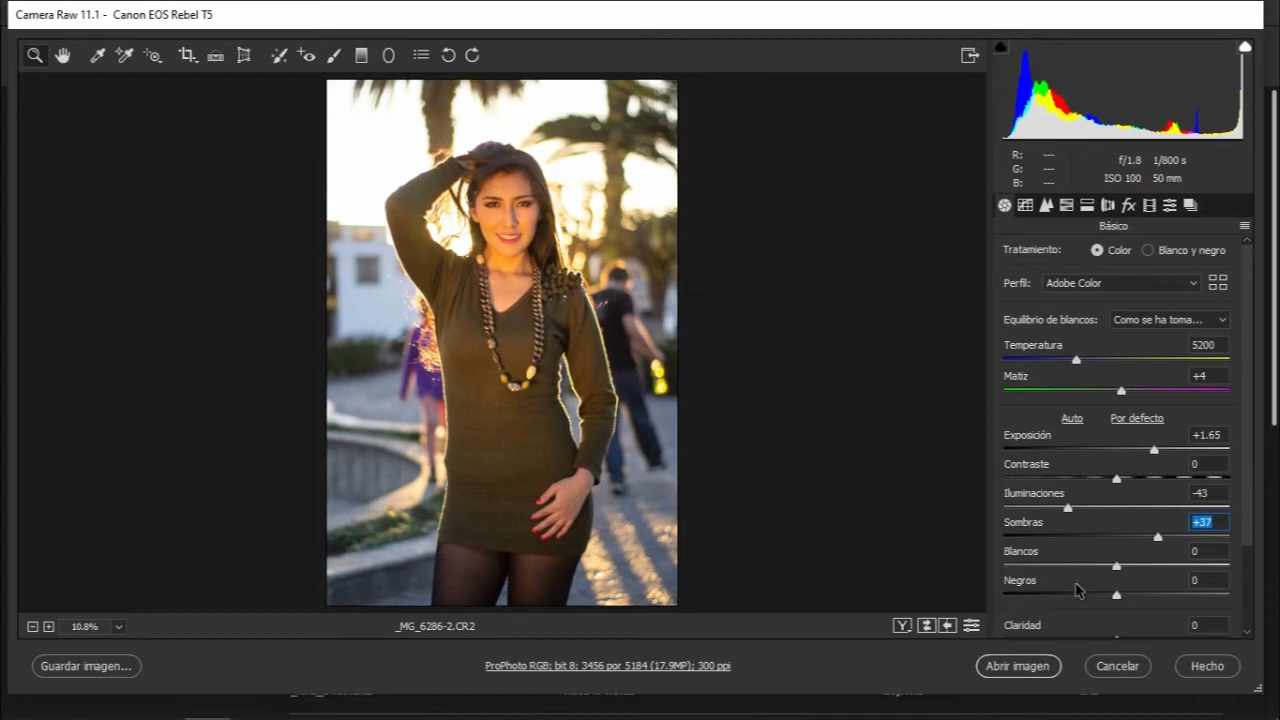 Camera Raw 11.1 - Canon EOS Rebel T5
R: ---
G: ---
B: ---
f/1.8 1/800 s
ISO 100 50 mm
fx
Básico
Tratamiento: Color Blanco y negro
Perfil: Adobe Color
Equilibrio de blancos: Como se ha toma...
Temperatura 5200
Matiz +4
Auto Por defecto
Exposición +1.65
Contraste 0
Iluminaciones -43
Sombras +37
Blancos 0
Negros 0
Claridad 0
10.8% _MG_6286-2.CR2 Y
Guardar imagen... ProPhoto RGB; bit 8; 3456 por 5184 (17.9MP); 300 ppi Abrir imagen Cancelar Hecho